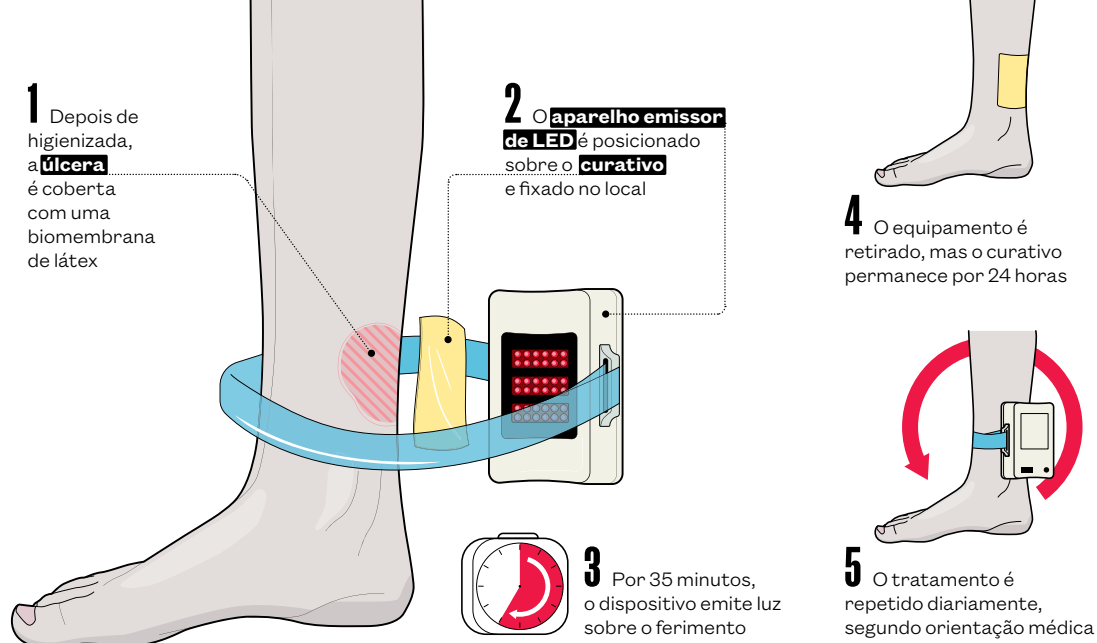 1 Depois de
higienizada,
a úlcera
é coberta
com uma
biomembrana
de látex
2 O aparelho emissor
de LED é posicionado
sobre o curativo
e fixado no local
3 Por 35 minutos,
o dispositivo emite luz
sobre o ferimento
4 O equipamento é
retirado, mas o curativo
permanece por 24 horas
5 O tratamento é
repetido diariamente,
segundo orientação médica